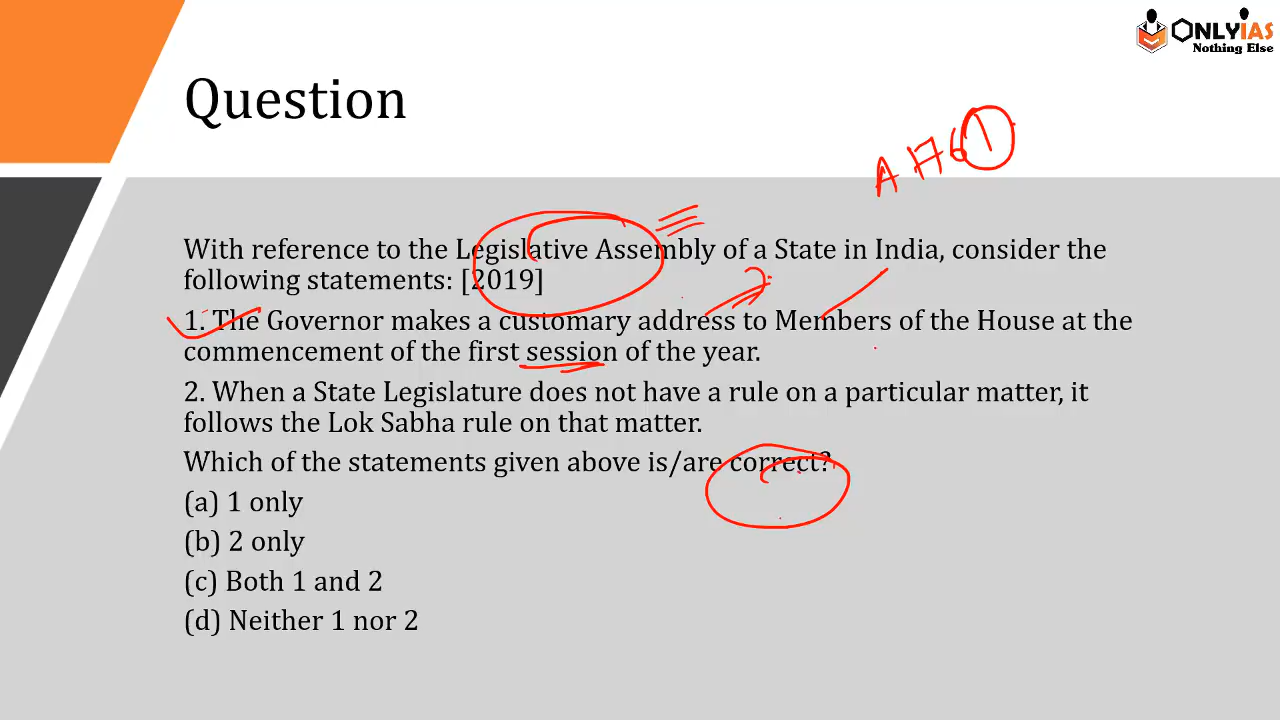 ONLYIAS
Nothing Else
Question
A 176 1
With reference to the Legislative Assembly of a State in India, consider the
following statements: [2019]
1. The Governor makes a customary address to Members of the House at the
commencement of the first session of the year.
2. When a State Legislature does not have a rule on a particular matter, it
follows the Lok Sabha rule on that matter.
Which of the statements given above is/are correct?
(a) 1 only
(b) 2 only
(c) Both 1 and 2
(d) Neither 1 nor 2